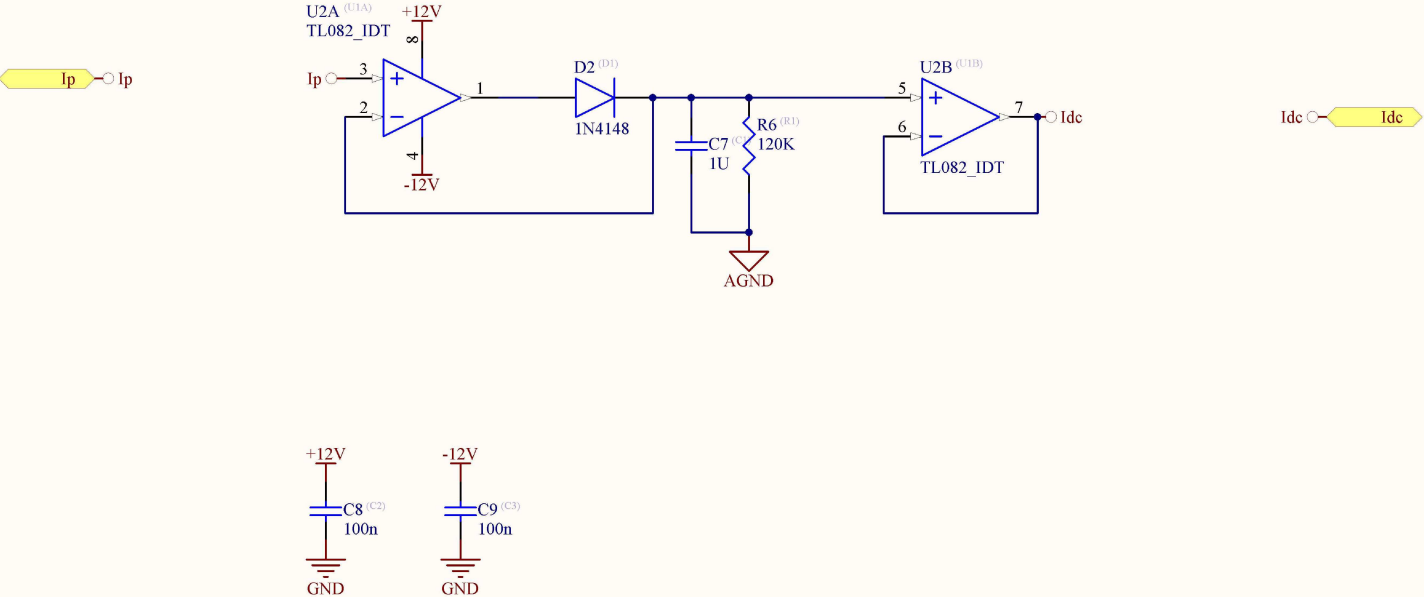 U2A (U1A)
TL082_IDT
+12V
8
Ip
Ip
Ip
3
+
2
−
1
4
-12V
D2 (D1)
1N4148
C7
1U
R6 (R1)
120K
AGND
U2B (U1B)
5
+
6
−
7
TL082_IDT
Idc
Idc
Idc
+12V
C8 (C2)
100n
GND
-12V
C9 (C3)
100n
GND